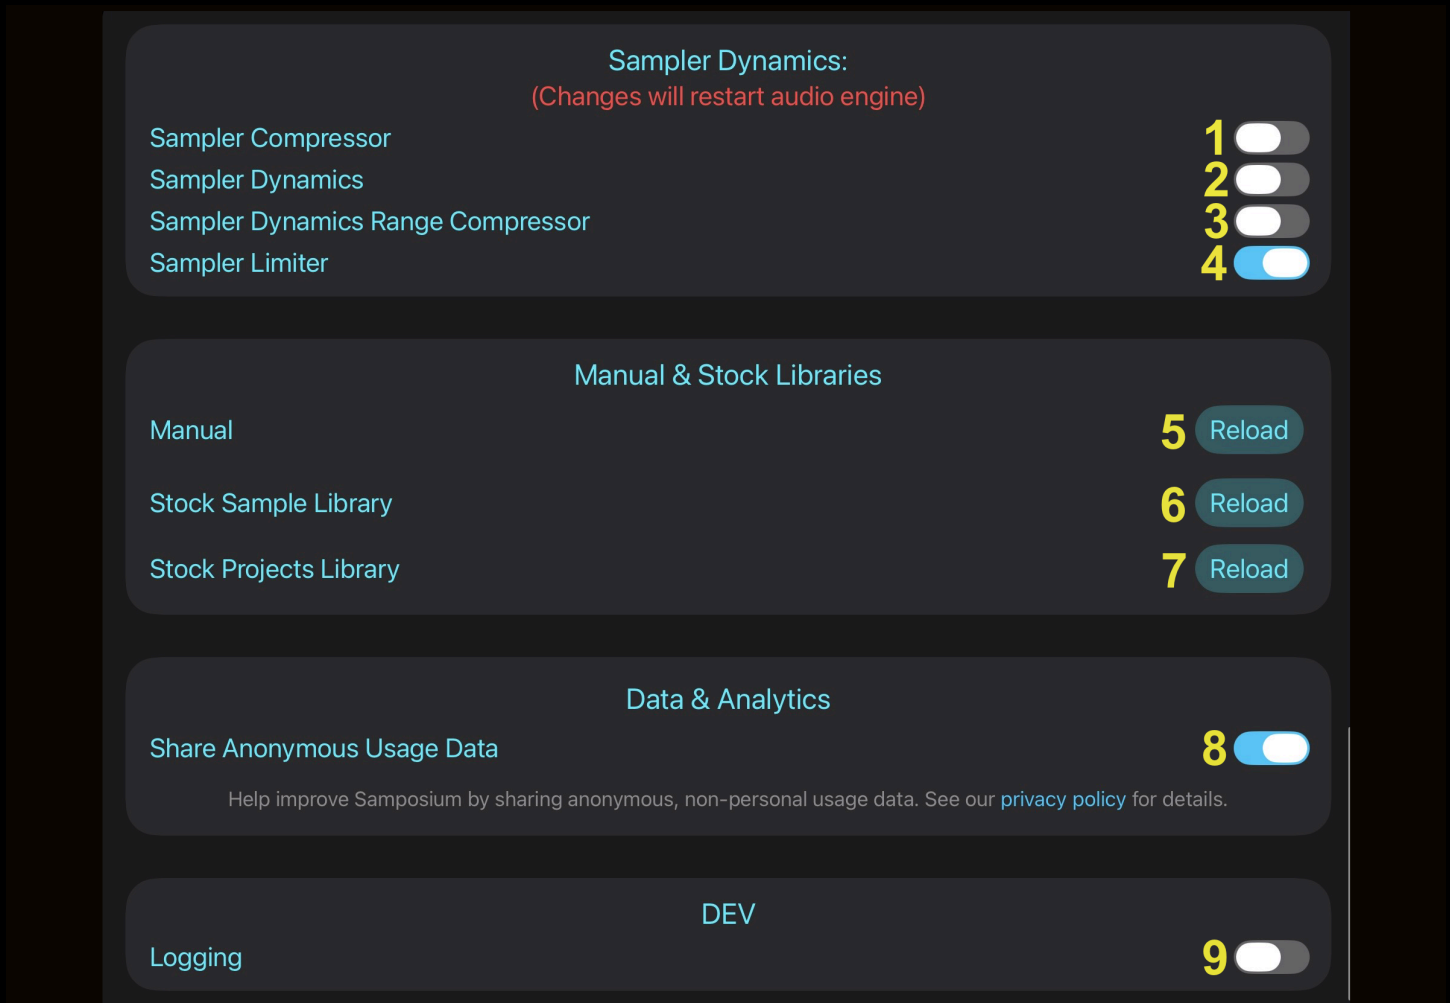 Sampler Dynamics:
(Changes will restart audio engine)
Sampler Compressor 1
Sampler Dynamics 2
Sampler Dynamics Range Compressor 3
Sampler Limiter 4
Manual & Stock Libraries
Manual 5 Reload
Stock Sample Library 6 Reload
Stock Projects Library 7 Reload
Data & Analytics
Share Anonymous Usage Data 8
Help improve Samposium by sharing anonymous, non-personal usage data. See our privacy policy for details.
DEV
Logging 9